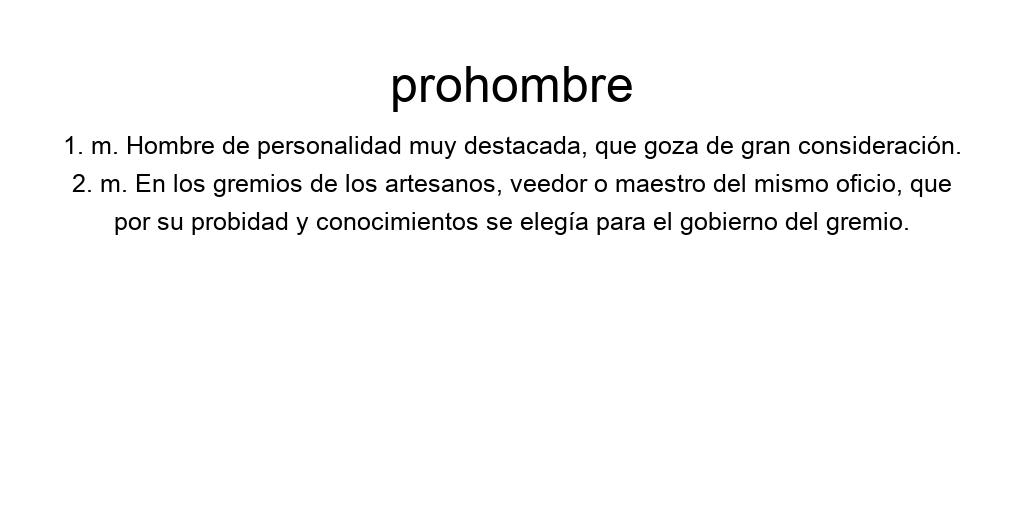 prohombre
1. m. Hombre de personalidad muy destacada, que goza de gran consideración.
2. m. En los gremios de los artesanos, veedor o maestro del mismo oficio, que
por su probidad y conocimientos se elegía para el gobierno del gremio.